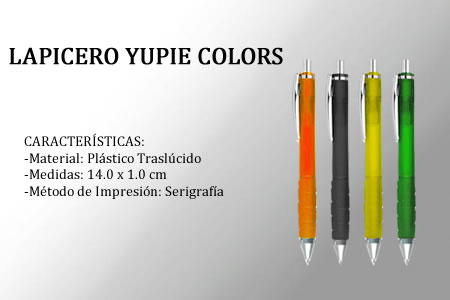 LAPICERO YUPIE COLORS
CARACTERÍSTICAS:
-Material: Plástico Traslúcido
-Medidas: 14.0 x 1.0 cm
-Método de Impresión: Serigrafía